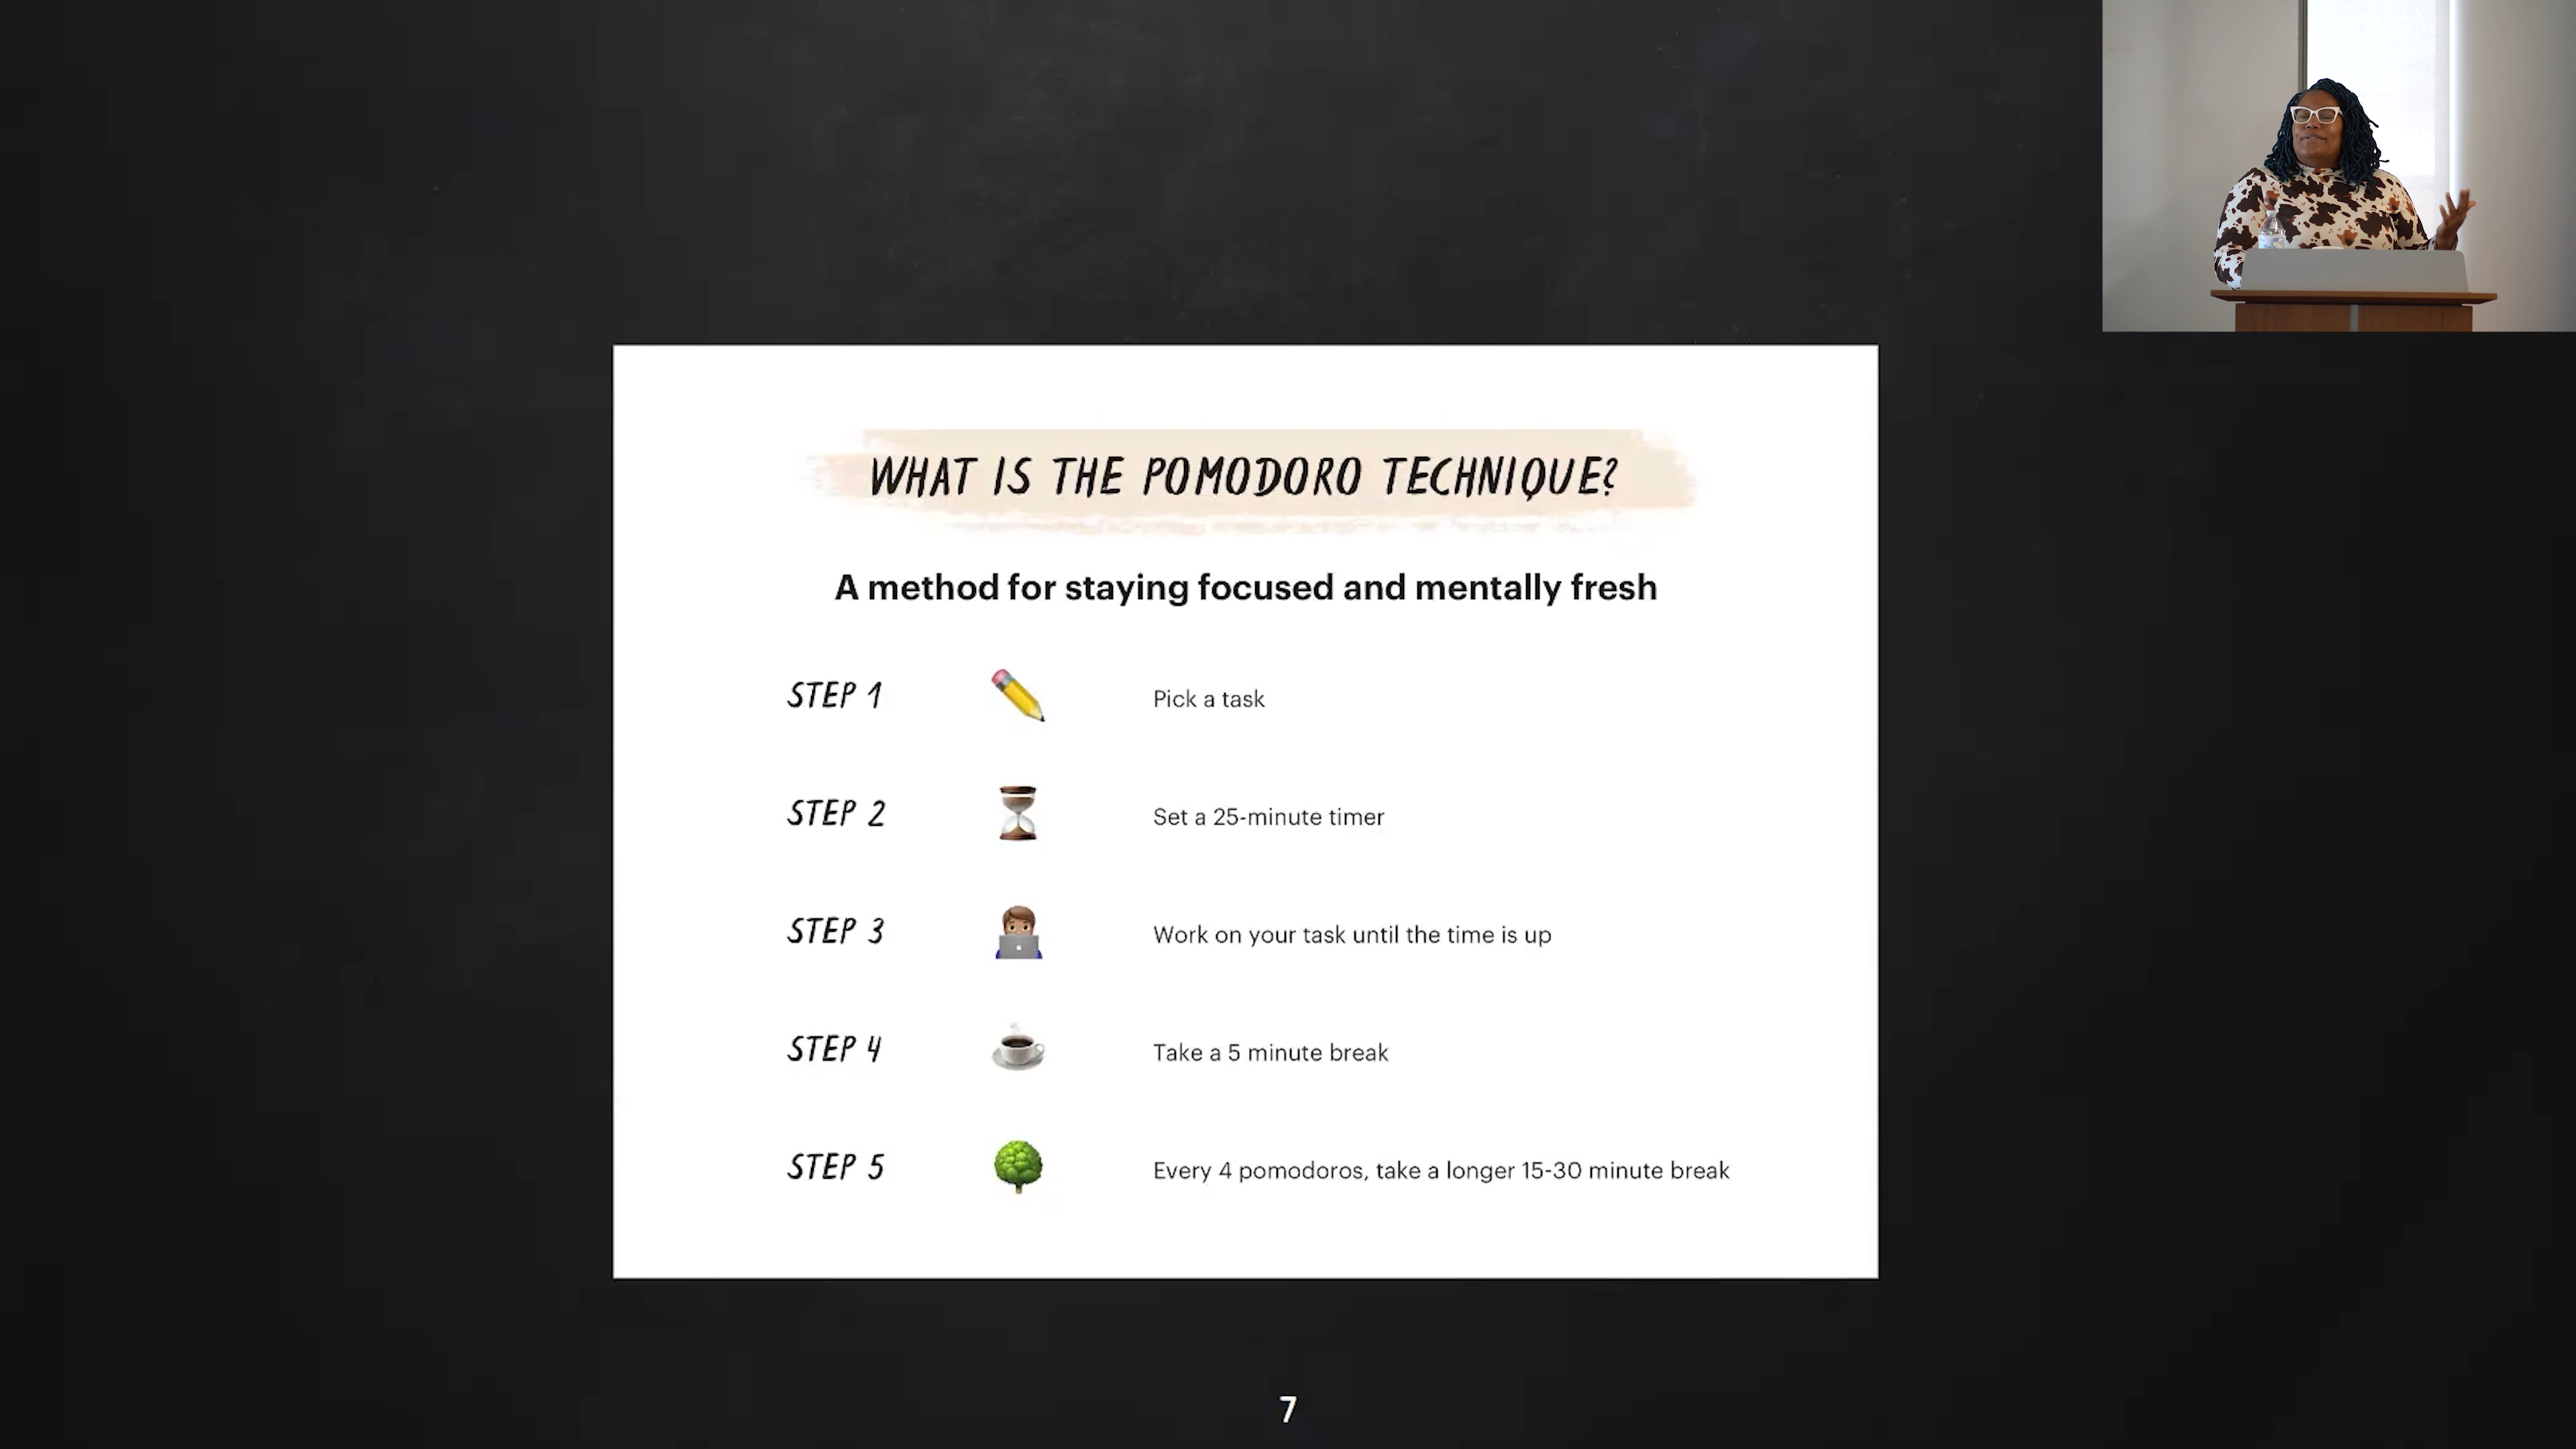 WHAT IS THE POMODORO TECHNIQUE?
A method for staying focused and mentally fresh
STEP 1 Pick a task
STEP 2 Set a 25-minute timer
STEP 3 Work on your task until the time is up
STEP 4 Take a 5 minute break
STEP 5 Every 4 pomodoros, take a longer 15-30 minute break
7